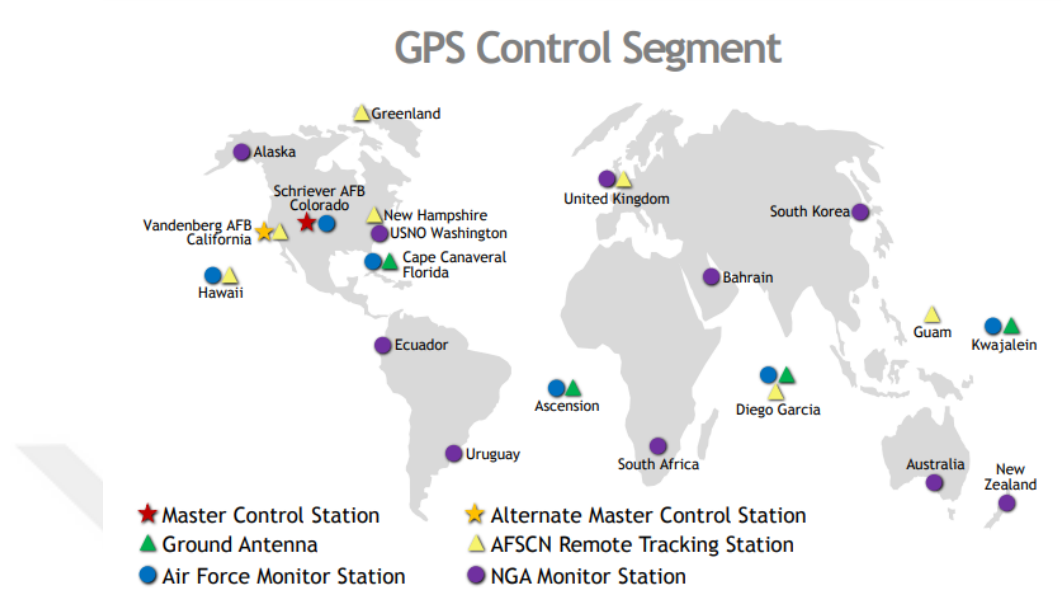 GPS Control Segment
Greenland
Alaska
Schriever AFB
Colorado
Vandenberg AFB
California
New Hampshire
USNO Washington
Cape Canaveral
Florida
Hawaii
United Kingdom
South Korea
Bahrain
Guam
Kwajalein
Ecuador
Ascension
Diego Garcia
Uruguay
South Africa
Australia
New
Zealand
Master Control Station
Alternate Master Control Station
Ground Antenna
AFSCN Remote Tracking Station
Air Force Monitor Station
NGA Monitor Station